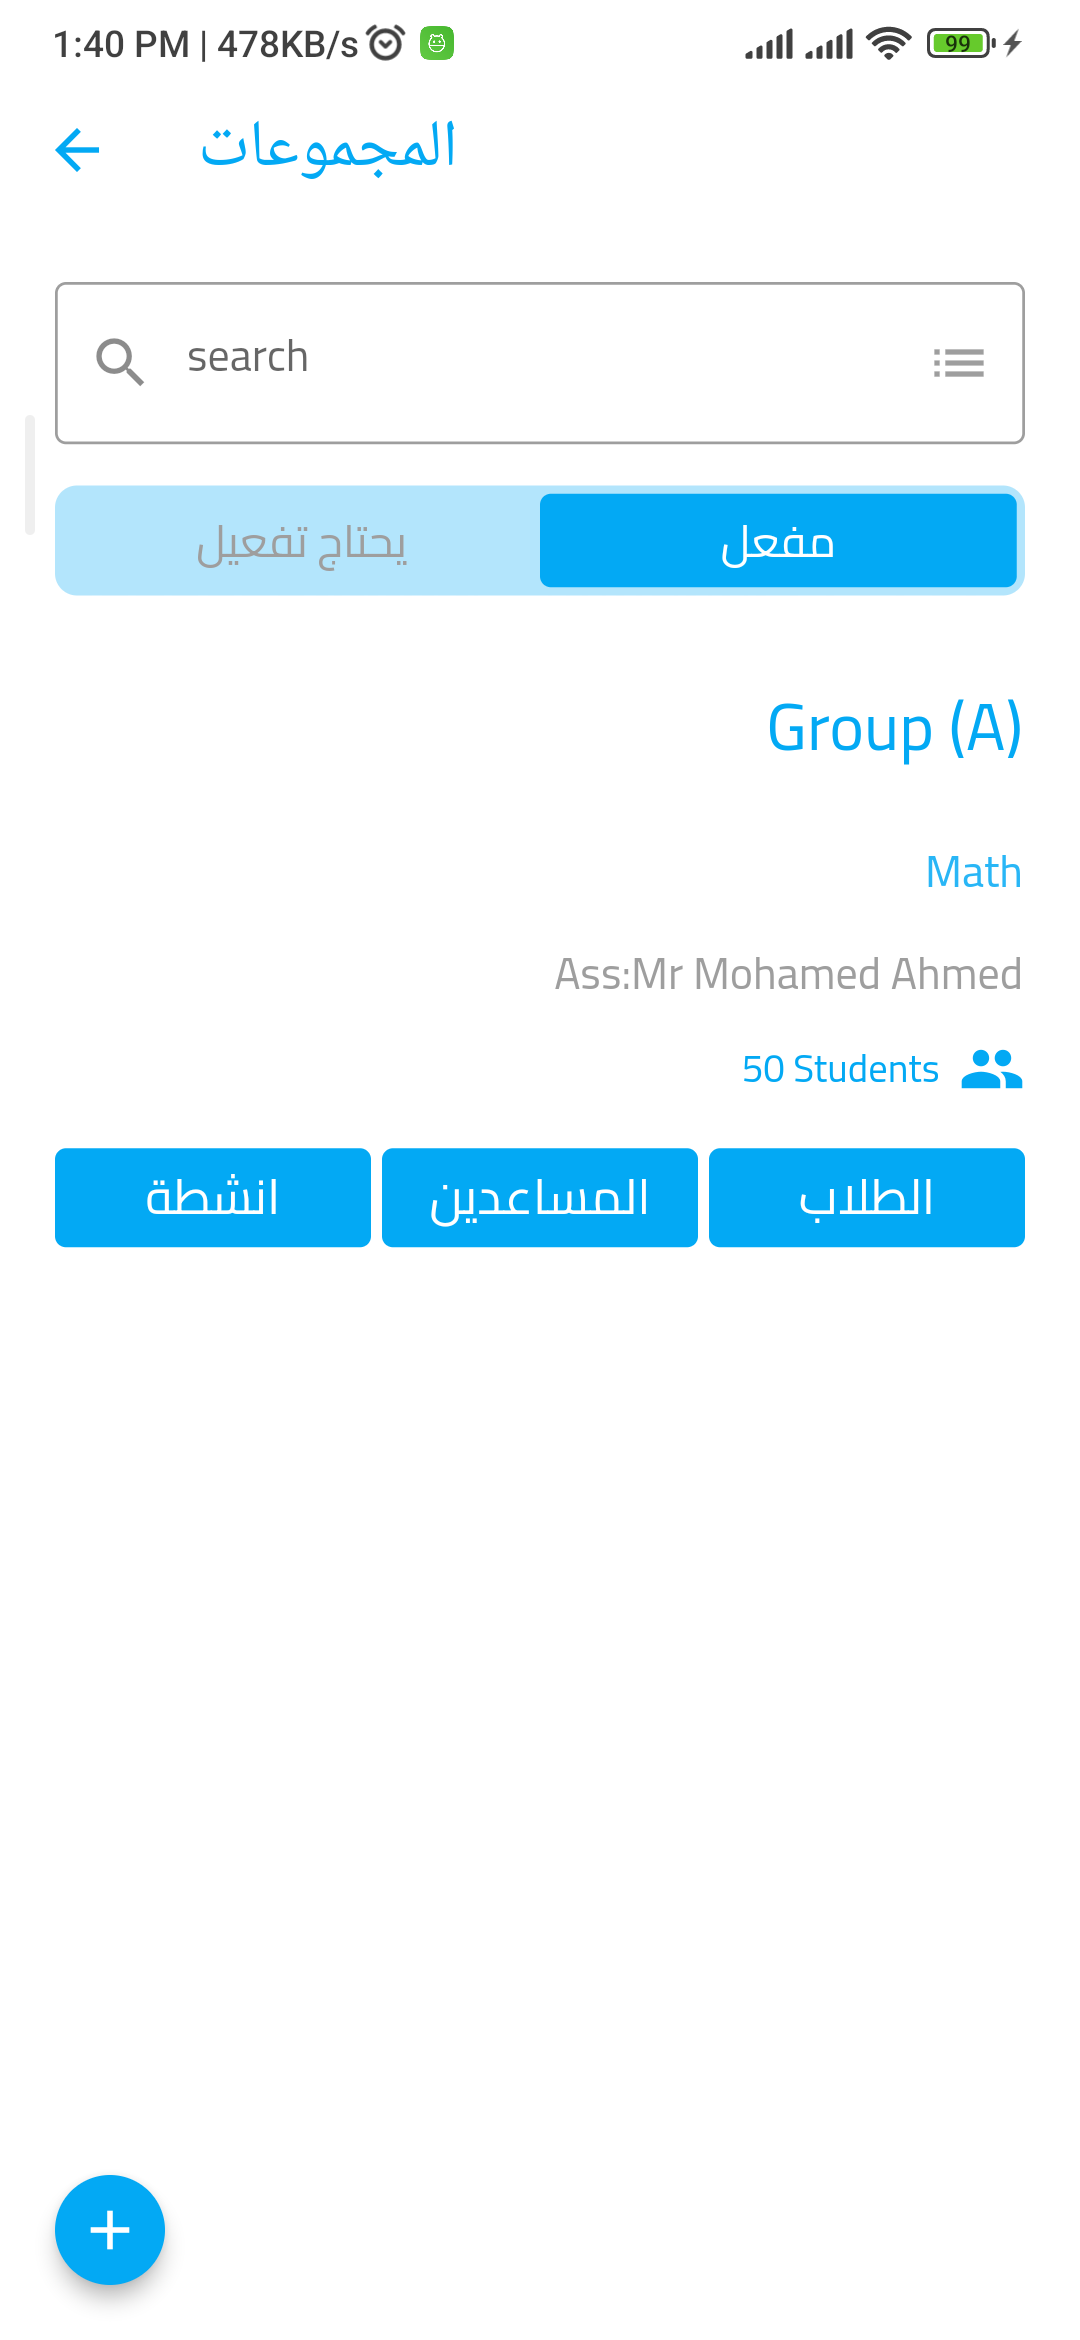 1:40 PM | 478KB/s
99
المجموعات
search
مفعل
يحتاج تفعيل
Group (A)
Math
Ass:Mr Mohamed Ahmed
50 Students
الطلاب
المساعدين
انشطة